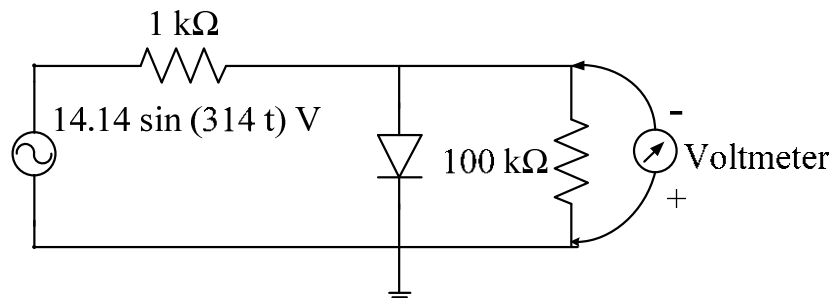 1 kΩ
14.14 sin (314 t) V
100 kΩ
-
Voltmeter
+